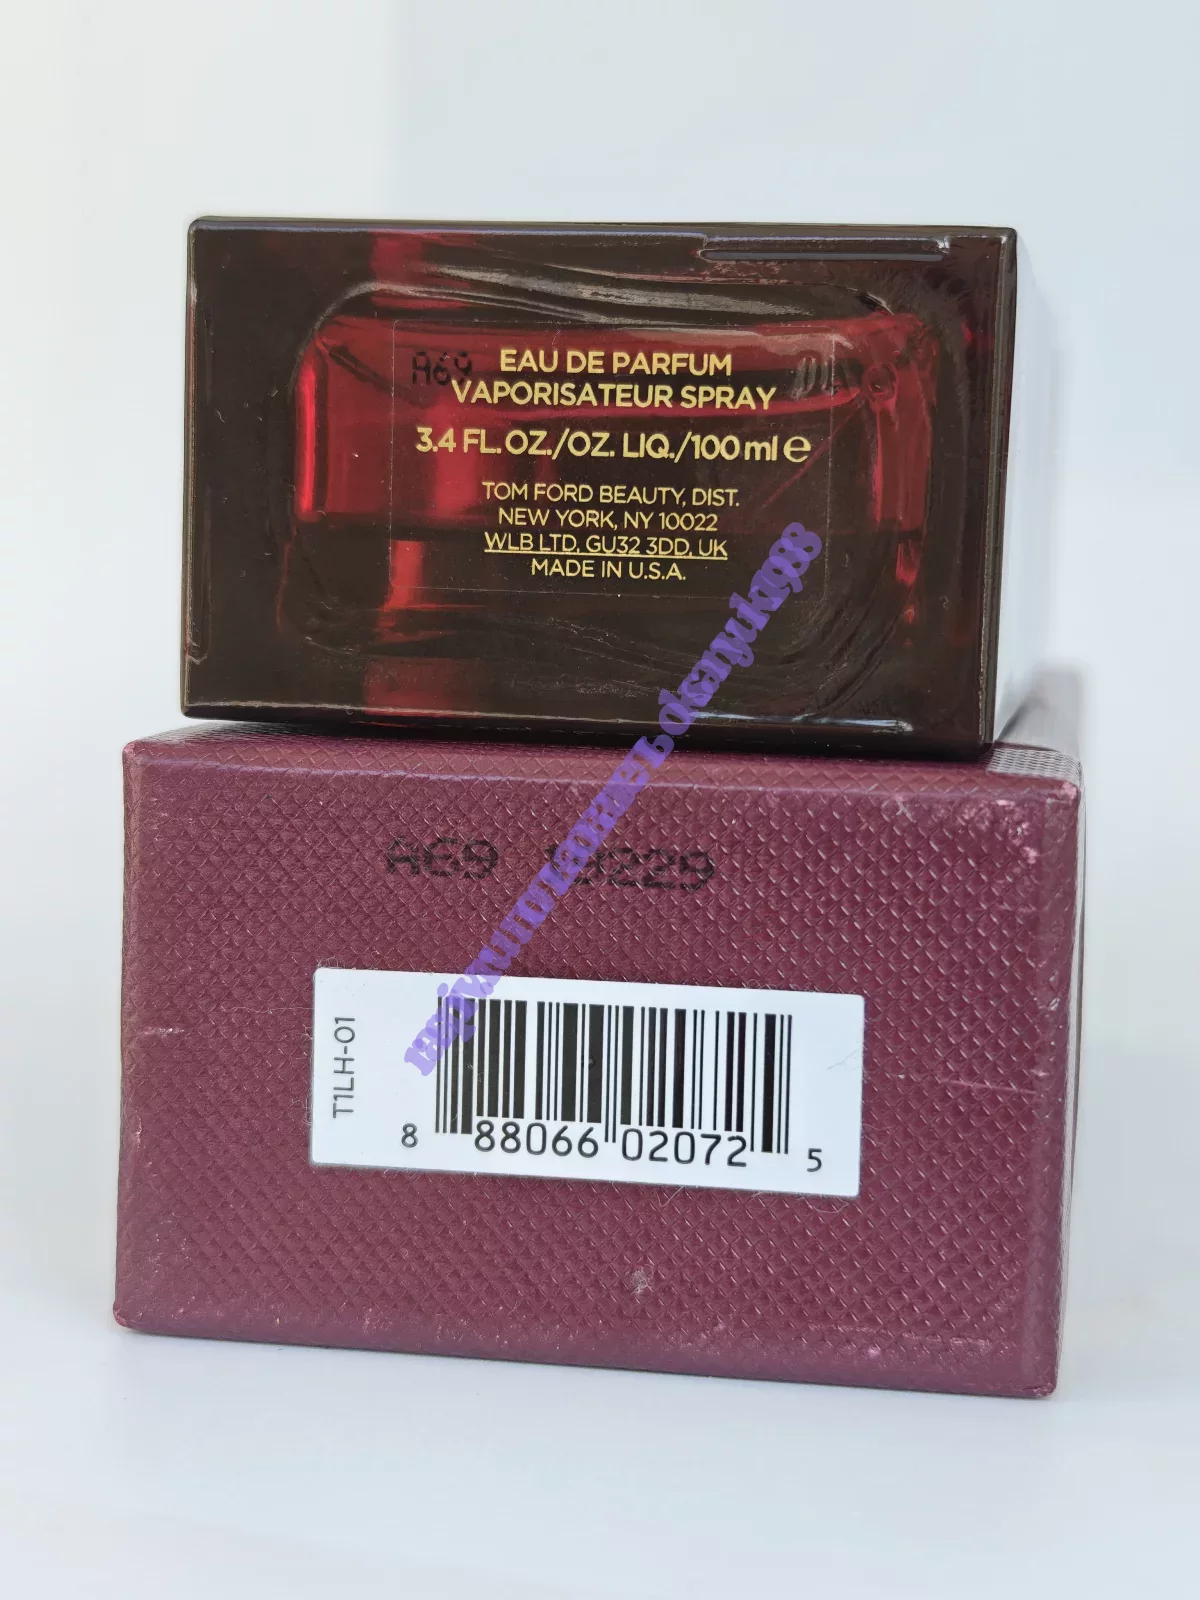 A69
EAU DE PARFUM
VAPORISATEUR SPRAY
3.4 FL. OZ./OZ. LIQ./100 ml ℮
TOM FORD BEAUTY, DIST.
NEW YORK, NY 10022
WLB LTD, GU32 3DD, UK
MADE IN U.S.A.
A69
T1LH-01
8 88066 02072 5